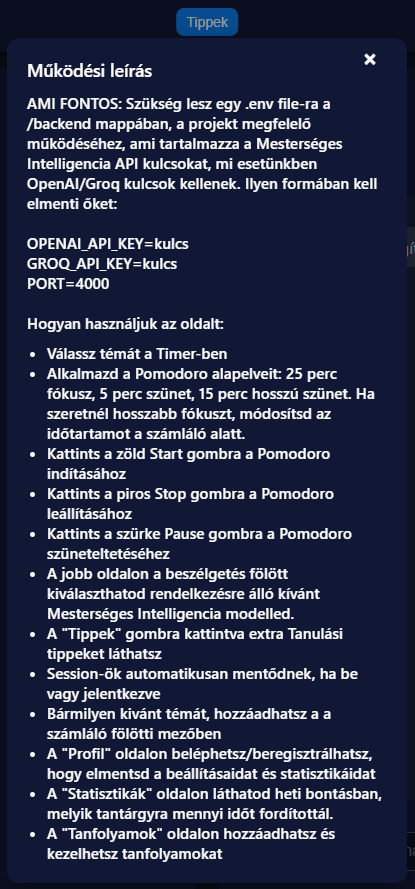 Tippek
Működési leírás
AMI FONTOS: Szükség lesz egy .env file-ra a
/backend mappában, a projekt megfelelő
működéséhez, ami tartalmazza a Mesterséges
Intelligencia API kulcsokat, mi esetünkben
OpenAI/Groq kulcsok kellenek. Ilyen formában kell
elmenti őket:
OPENAI_API_KEY=kulcs
GROQ_API_KEY=kulcs
PORT=4000
Hogyan használjuk az oldalt:
• Válassz témát a Timer-ben
• Alkalmazd a Pomodoro alapelveit: 25 perc
fókusz, 5 perc szünet, 15 perc hosszú szünet. Ha
szeretnél hosszabb fókuszt, módosítsd az
időtartamot a számláló alatt.
• Kattints a zöld Start gombra a Pomodoro
indításához
• Kattints a piros Stop gombra a Pomodoro
leállításához
• Kattints a szürke Pause gombra a Pomodoro
szüneteltetéséhez
• A jobb oldalon a beszélgetés fölött
kiválaszthatod rendelkezésre álló kívánt
Mesterséges Intelligencia modelled.
• A "Tippek" gombra kattintva extra Tanulási
tippeket láthatsz
• Session-ök automatikusan mentődnek, ha be
vagy jelentkezve
• Bármilyen kivánt témát, hozzáadhatsz a a
számláló fölötti mezőben
• A "Profil" oldalon beléphetsz/beregisztrálhatsz,
hogy elmentsd a beállításaidat és statisztikáidat
• A "Statisztikák" oldalon láthatod heti bontásban,
melyik tantárgyra mennyi időt fordítottál.
• A "Tanfolyamok" oldalon hozzáadhatsz és
kezelhetsz tanfolyamokat